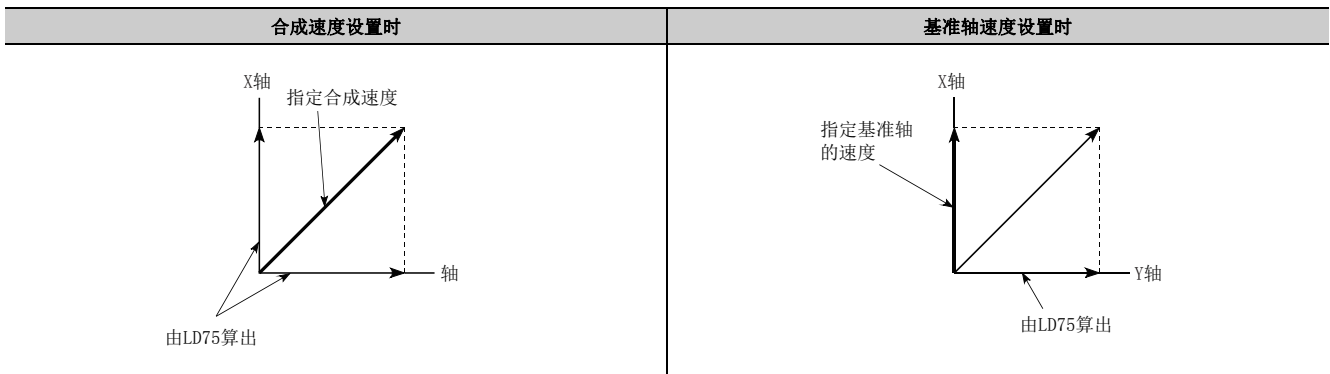 合成速度设置时
基准轴速度设置时
X轴
指定合成速度
轴
由LD75算出
X轴
指定基准轴
的速度
Y轴
由LD75算出